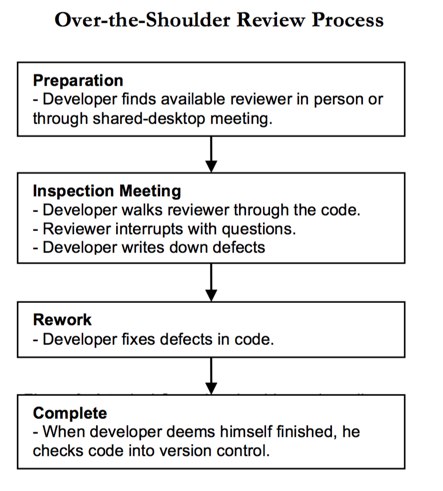 Over-the-Shoulder Review Process
Preparation
- Developer finds available reviewer in person or
through shared-desktop meeting.
Inspection Meeting
- Developer walks reviewer through the code.
- Reviewer interrupts with questions.
- Developer writes down defects
Rework
- Developer fixes defects in code.
Complete
- When developer deems himself finished, he
checks code into version control.